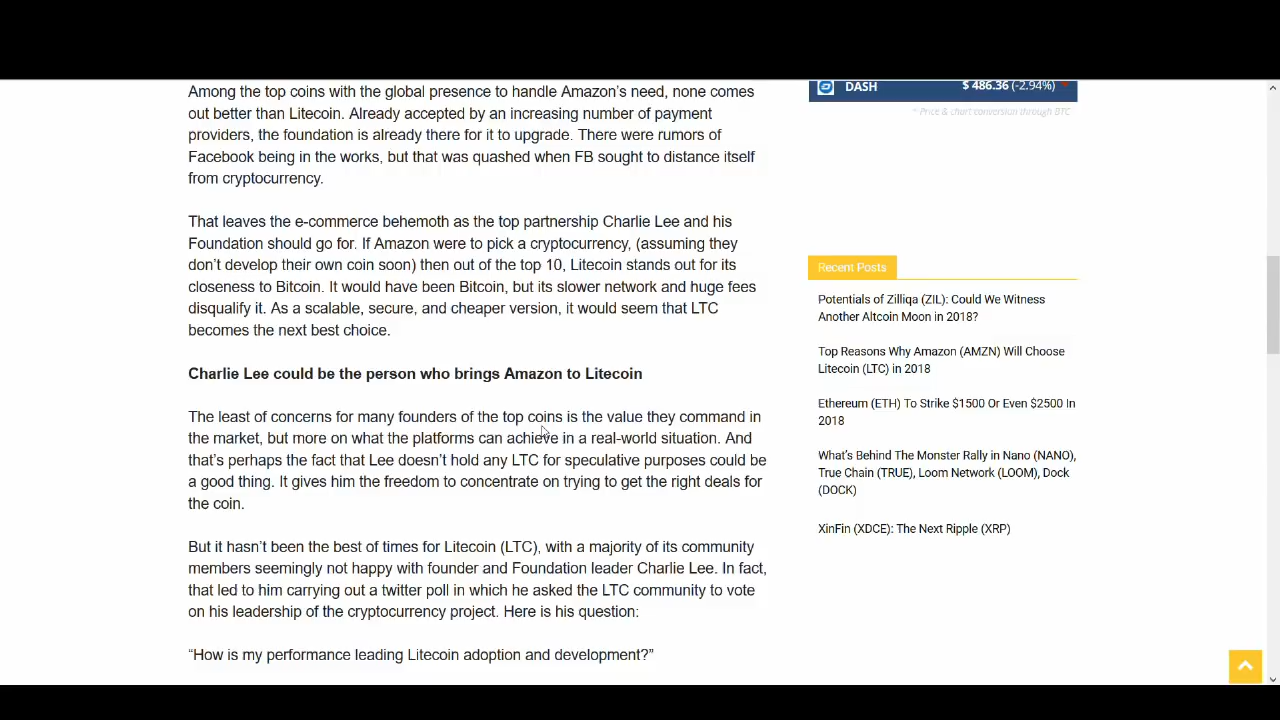 Among the top coins with the global presence to handle Amazon's need, none comes
out better than Litecoin. Already accepted by an increasing number of payment
providers, the foundation is already there for it to upgrade. There were rumors of
Facebook being in the works, but that was quashed when FB sought to distance itself
from cryptocurrency.
That leaves the e-commerce behemoth as the top partnership Charlie Lee and his
Foundation should go for. If Amazon were to pick a cryptocurrency, (assuming they
don't develop their own coin soon) then out of the top 10, Litecoin stands out for its
closeness to Bitcoin. It would have been Bitcoin, but its slower network and huge fees
disqualify it. As a scalable, secure, and cheaper version, it would seem that LTC
becomes the next best choice.
Charlie Lee could be the person who brings Amazon to Litecoin
The least of concerns for many founders of the top coins is the value they command in
the market, but more on what the platforms can achieve in a real-world situation. And
that's perhaps the fact that Lee doesn't hold any LTC for speculative purposes could be
a good thing. It gives him the freedom to concentrate on trying to get the right deals for
the coin.
But it hasn't been the best of times for Litecoin (LTC), with a majority of its community
members seemingly not happy with founder and Foundation leader Charlie Lee. In fact,
that led to him carrying out a twitter poll in which he asked the LTC community to vote
on his leadership of the cryptocurrency project. Here is his question:
“How is my performance leading Litecoin adoption and development?”
DASH $ 486.36 (-2.94%)
* Price & chart conversion through BTC
Recent Posts
Potentials of Zilliqa (ZIL): Could We Witness
Another Altcoin Moon in 2018?
Top Reasons Why Amazon (AMZN) Will Choose
Litecoin (LTC) in 2018
Ethereum (ETH) To Strike $1500 Or Even $2500 In
2018
What's Behind The Monster Rally in Nano (NANO),
True Chain (TRUE), Loom Network (LOOM), Dock
(DOCK)
XinFin (XDCE): The Next Ripple (XRP)